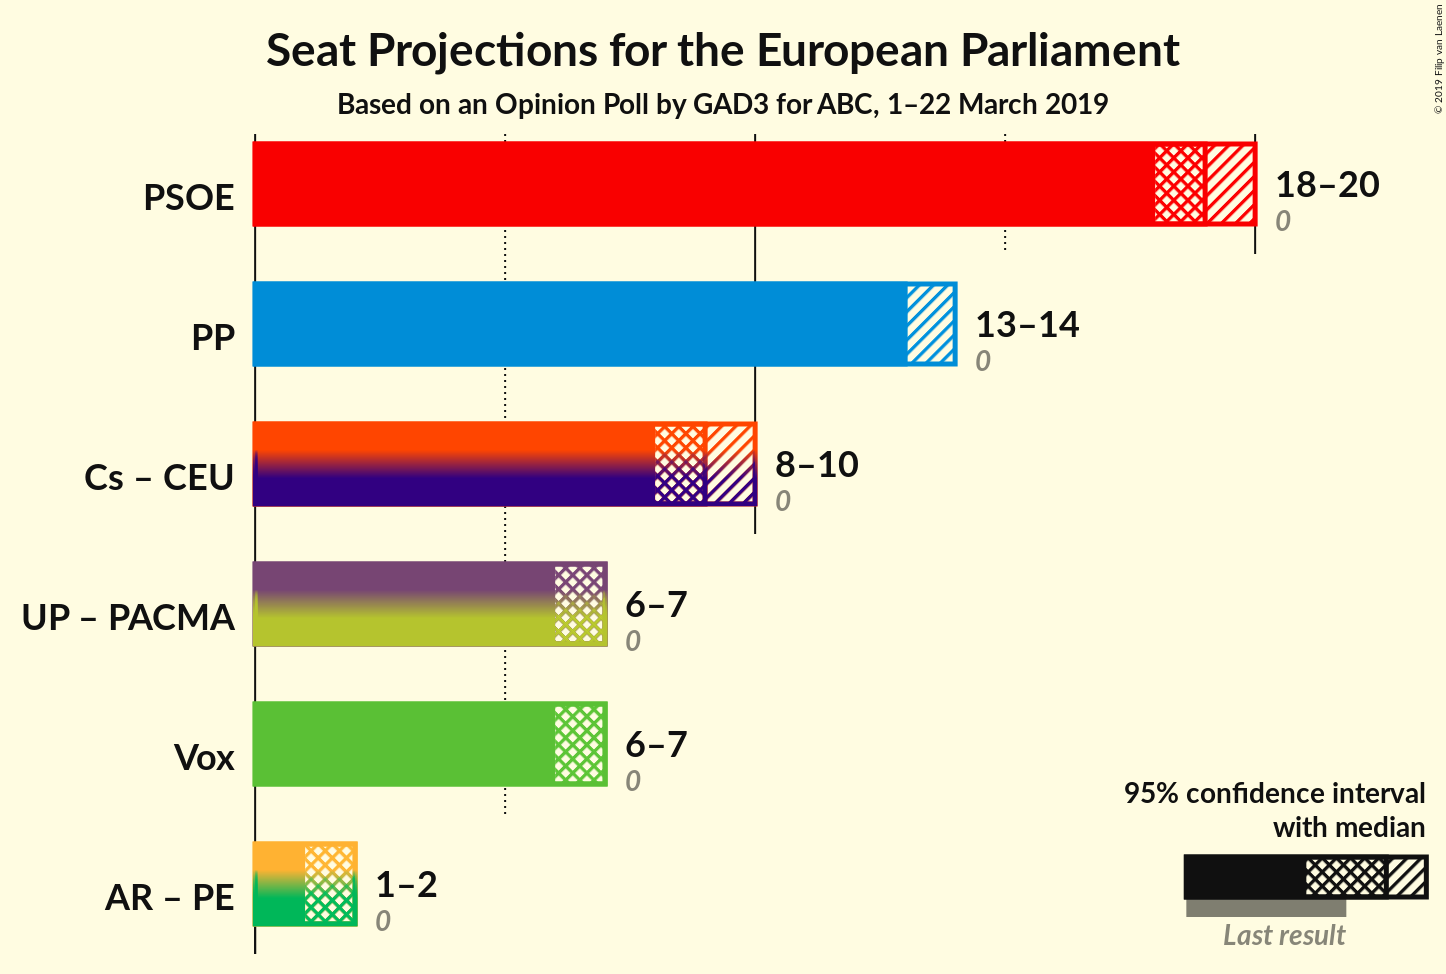 Seat Projections for the European Parliament
Based on an Opinion Poll by GAD3 for ABC, 1–22 March 2019
© 2019 Filip van Laenen
PSOE
18–20
0
PP
13–14
0
Cs – CEU
8–10
0
UP – PACMA
6–7
0
Vox
6–7
0
AR – PE
1–2
0
95% confidence interval
with median
Last result